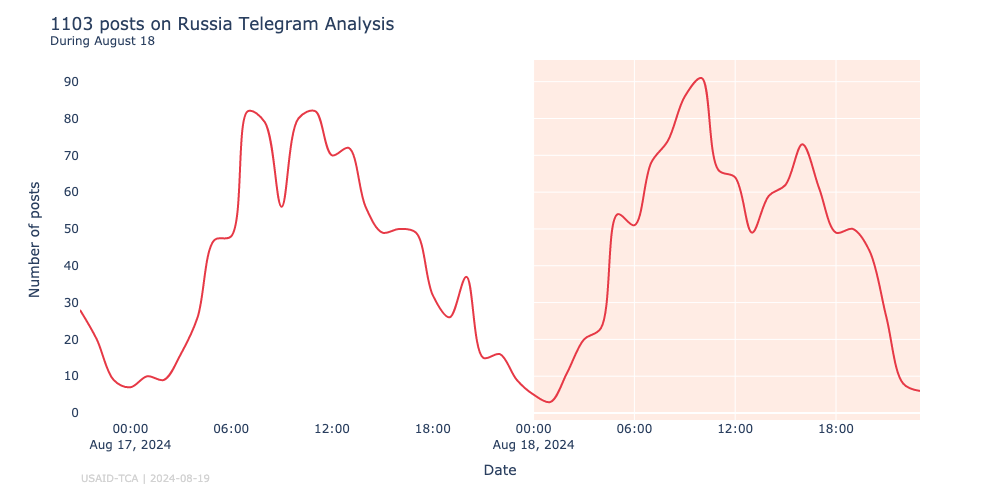 1103 posts on Russia Telegram Analysis
During August 18
Number of posts
90
80
70
60
50
40
30
20
10
0
00:00 06:00 12:00 18:00 00:00 06:00 12:00 18:00
Aug 17, 2024 Aug 18, 2024
Date
USAID-TCA | 2024-08-19